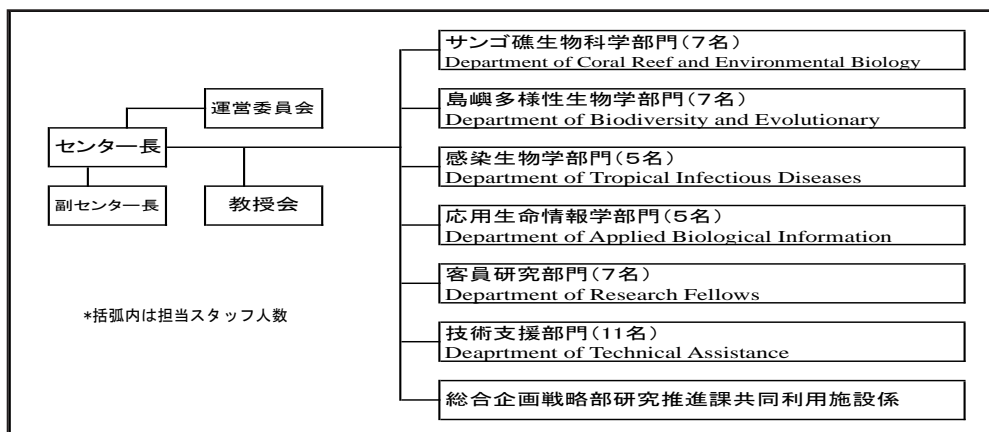 運営委員会
センター長
副センター長
教授会
*括弧内は担当スタッフ人数
サンゴ礁生物科学部門(7名)
Department of Coral Reef and Environmental Biology
島嶼多様性生物学部門(7名)
Department of Biodiversity and Evolutionary
感染生物学部門(5名)
Department of Tropical Infectious Diseases
応用生命情報学部門(5名)
Department of Applied Biological Information
客員研究部門(7名)
Department of Research Fellows
技術支援部門(11名)
Deaprtment of Technical Assistance
総合企画戦略部研究推進課共同利用施設係